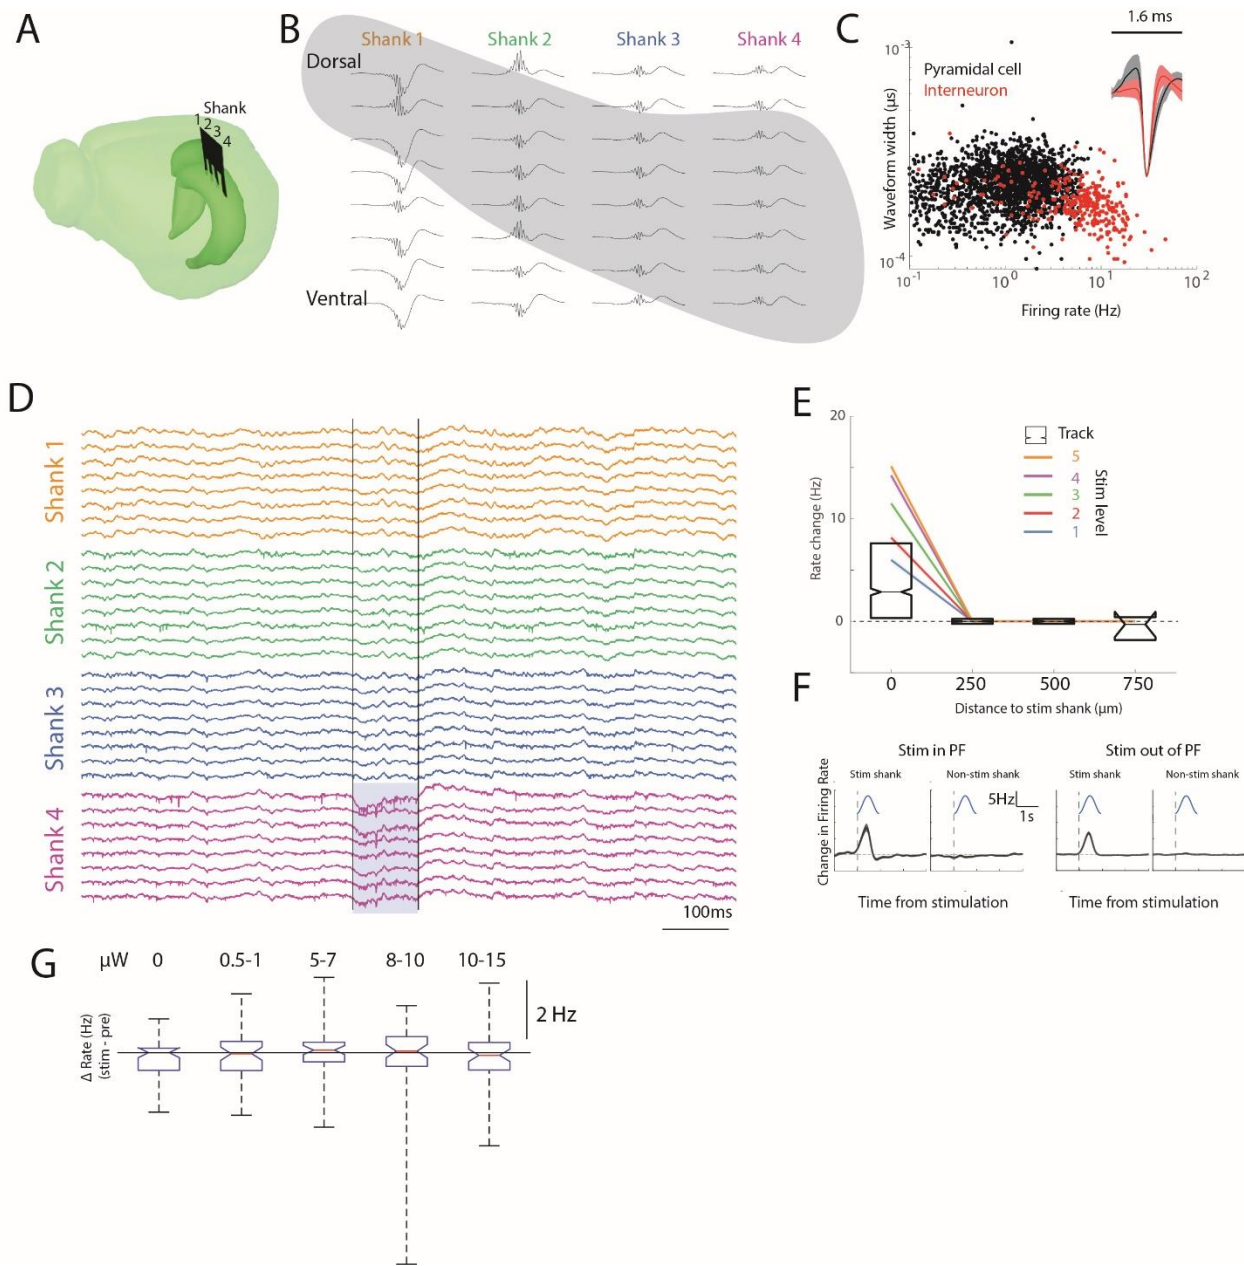 A
Shank
1
2
3
4
B
Shank 1
Shank 2
Shank 3
Shank 4
Dorsal
Ventral
C
1.6 ms
10⁻³
Pyramidal cell
Interneuron
Waveform width (µs)
10⁻⁴
10⁻¹
10⁰
10¹
10²
Firing rate (Hz)
D
Shank 1
Shank 2
Shank 3
Shank 4
100ms
E
20
10
0
Rate change (Hz)
Track
5
4
3
2
1
Stim level
0
250
500
750
Distance to stim shank (µm)
F
Stim in PF
Stim out of PF
Stim shank
Non-stim shank
Stim shank
Non-stim shank
5Hz
1s
Change in Firing Rate
Time from stimulation
Time from stimulation
G
µW
0
0.5-1
5-7
8-10
10-15
2 Hz
Δ Rate (Hz)
(stim - pre)